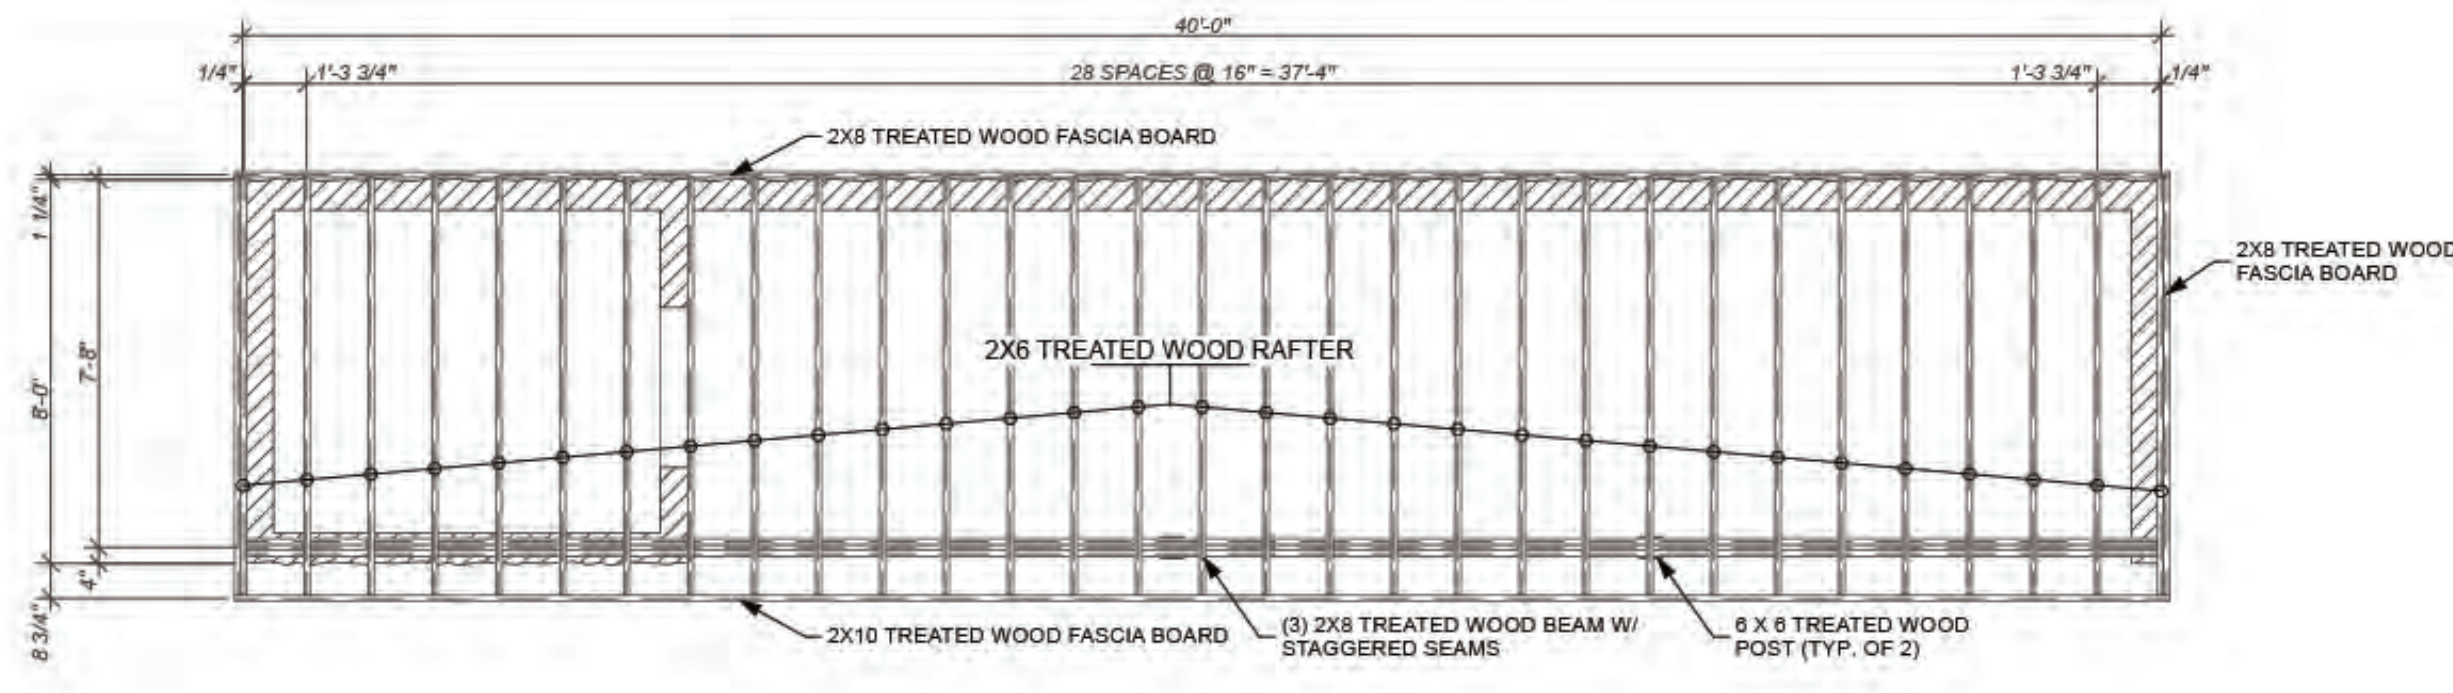 40'-0"
1/4" 1'-3 3/4" 28 SPACES @ 16" = 37'-4" 1'-3 3/4" 1/4"
2X8 TREATED WOOD FASCIA BOARD
1 1/4"
2X8 TREATED WOOD
FASCIA BOARD
2X6 TREATED WOOD RAFTER
7'-8"
8'-0"
4"
8 3/4"
2X10 TREATED WOOD FASCIA BOARD
(3) 2X8 TREATED WOOD BEAM W/
STAGGERED SEAMS
6 X 6 TREATED WOOD
POST (TYP. OF 2)